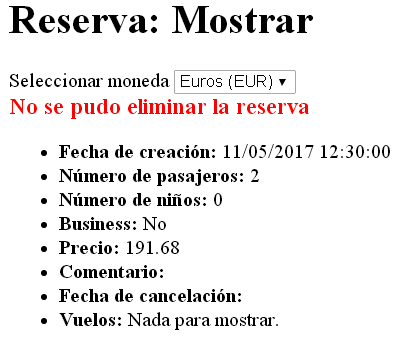 Reserva: Mostrar
Seleccionar moneda Euros (EUR) ▾
No se pudo eliminar la reserva
• Fecha de creación: 11/05/2017 12:30:00
• Número de pasajeros: 2
• Número de niños: 0
• Business: No
• Precio: 191.68
• Comentario:
• Fecha de cancelación:
• Vuelos: Nada para mostrar.